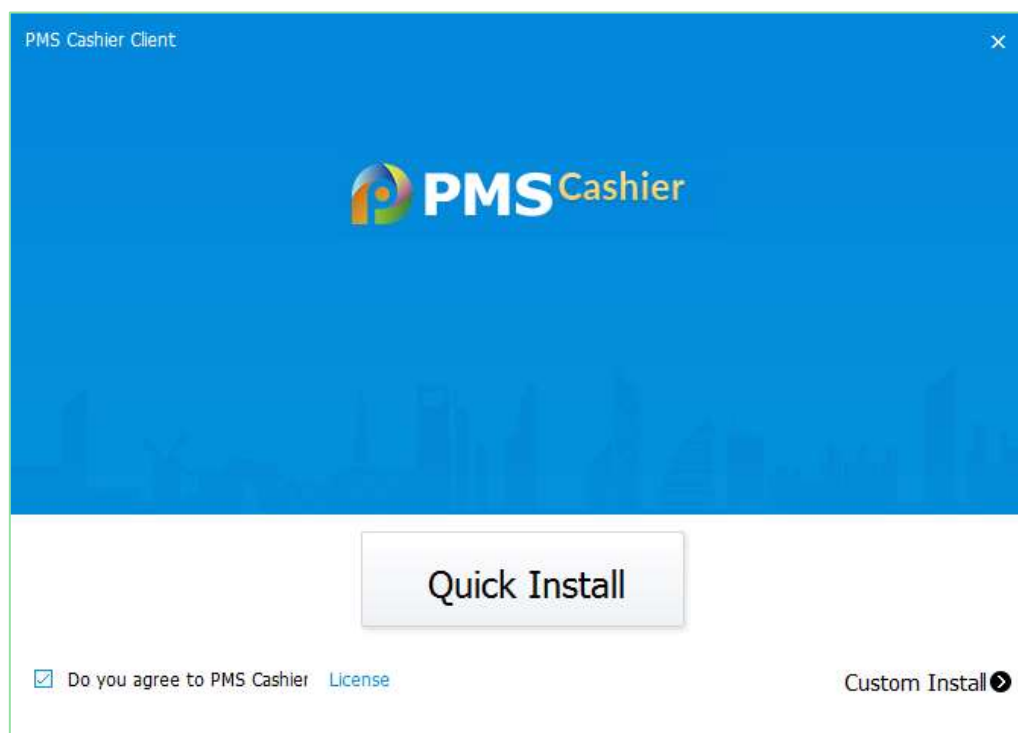 PMS Cashier Client
PMS Cashier
Quick Install
Do you agree to PMS Cashier License
Custom Install